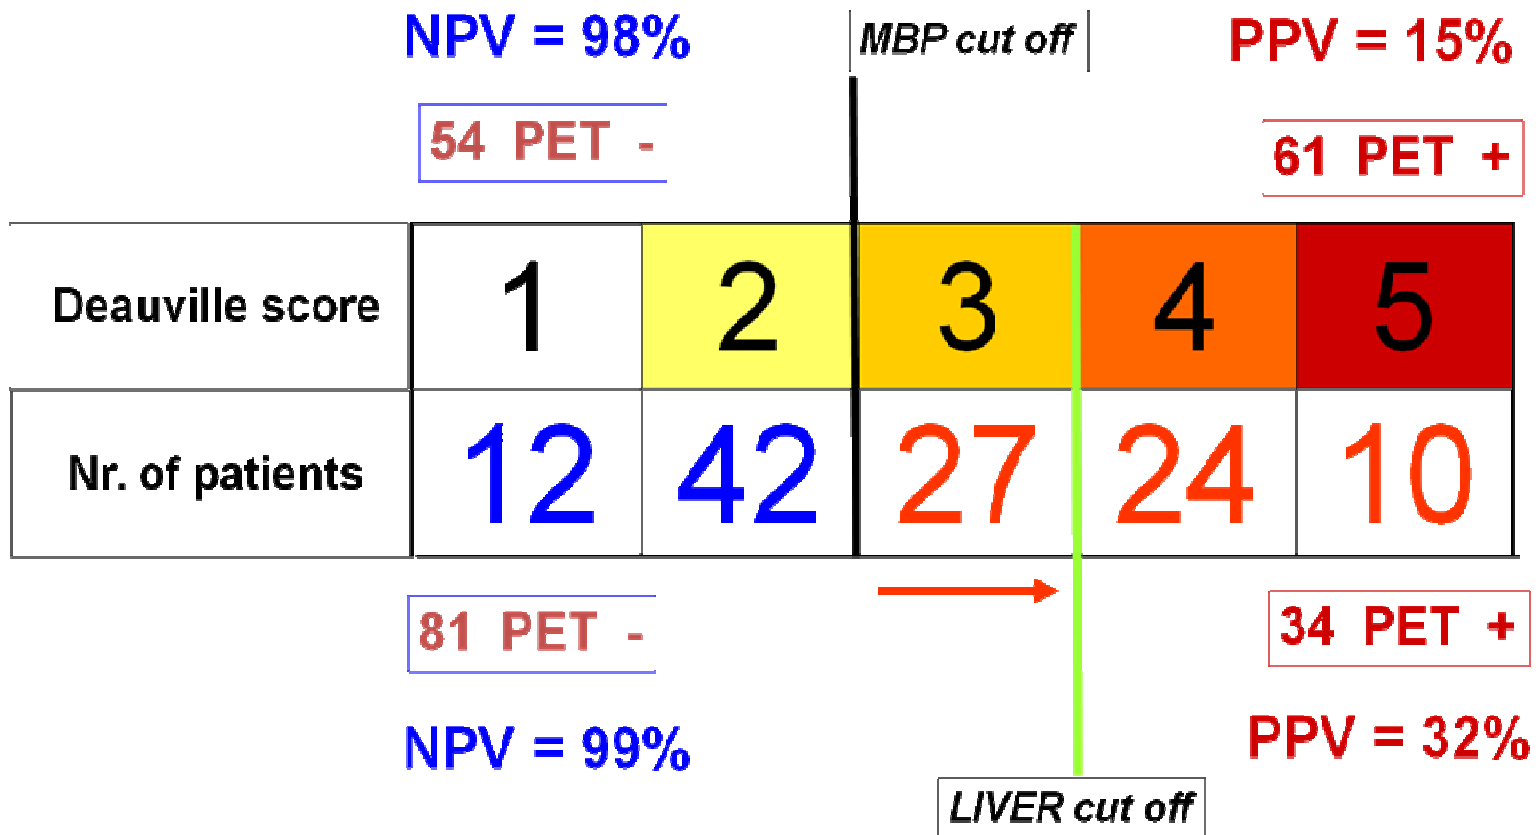 NPV = 98%
MBP cut off
PPV = 15%
54 PET -
61 PET +
Deauville score 1 2 3 4 5
Nr. of patients 12 42 27 24 10
81 PET -
34 PET +
NPV = 99%
PPV = 32%
LIVER cut off